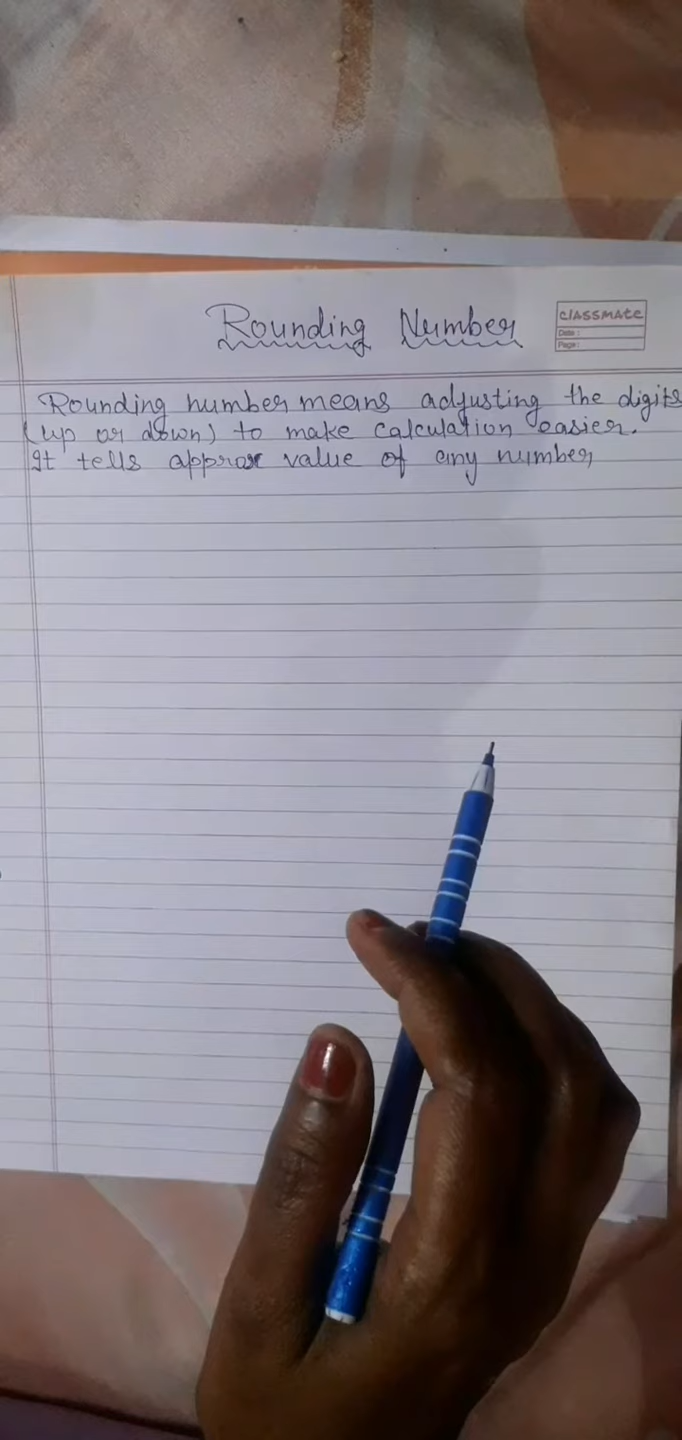 Rounding Number
CLASSMATE
Date :
Page:
Rounding number means adjusting the digits
(up or down) to make calculation easier.
It tells approx value of any number